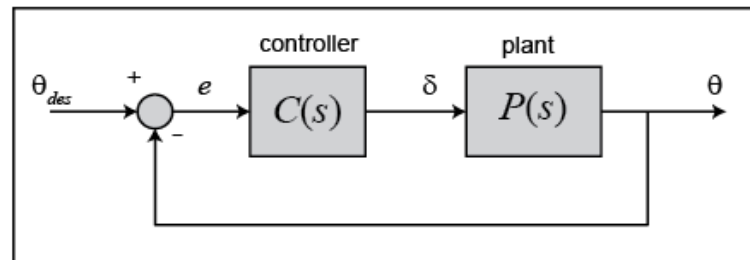 controller
plant
θdes
+
−
e
C(s)
δ
P(s)
θ